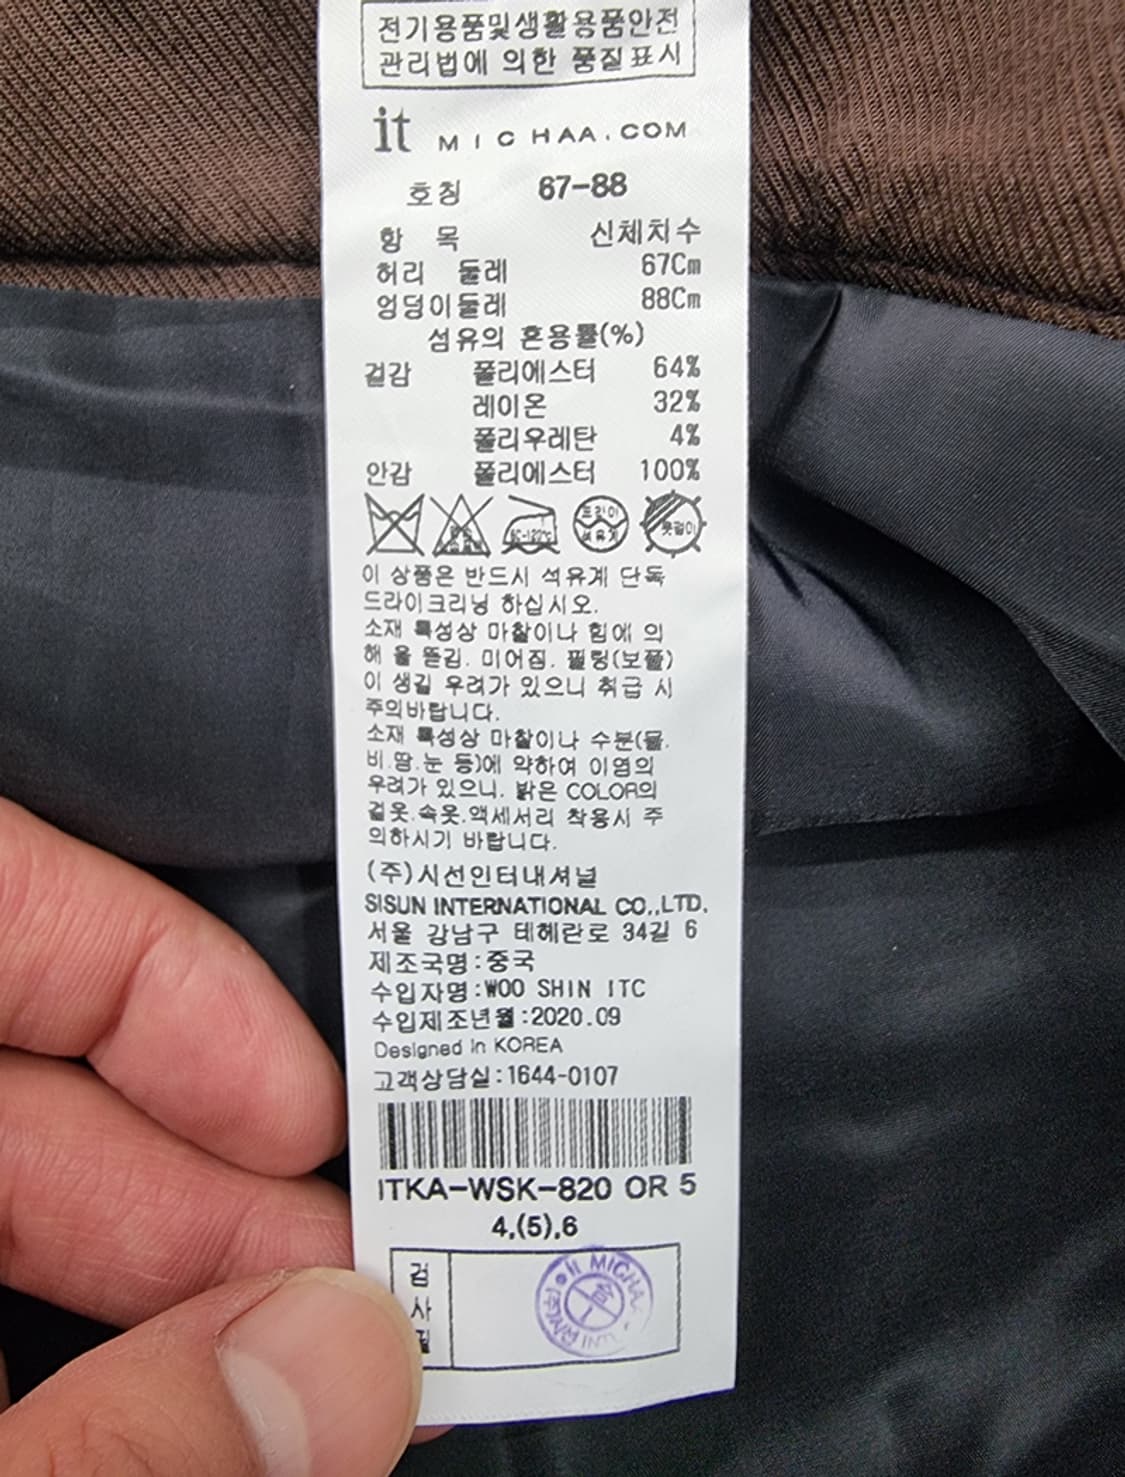 전기용품및생활용품안전
관리법에 의한 품질표시
it MICHAA.COM
호칭 67-88
항 목 신체치수
허리 둘레 67Cm
엉덩이둘레 88Cm
섬유의 혼용률(%)
겉감 폴리에스터 64%
레이온 32%
폴리우레탄 4%
안감 폴리에스터 100%
드라이
석유계
옷걸이
이 상품은 반드시 석유계 단독
드라이크리닝 하십시오.
소재 특성상 마찰이나 힘에 의
해 올 뜯김. 미어짐. 필링(보풀)
이 생길 우려가 있으니 취급 시
주의바랍니다.
소재 특성상 마찰이나 수분(물.
비.땀.눈 등)에 약하여 이염의
우려가 있으니. 밝은 COLOR의
겉옷.속옷.액세서리 착용시 주
의하시기 바랍니다.
(주)시선인터내셔널
SISUN INTERNATIONAL CO.,LTD.
서울 강남구 테헤란로 34길 6
제조국명:중국
수입자명:WOO SHIN ITC
수입제조년월:2020.09
Designed in KOREA
고객상담실:1644-0107
ITKA-WSK-820 OR 5
4,(5),6
검
사
필
it MICHA